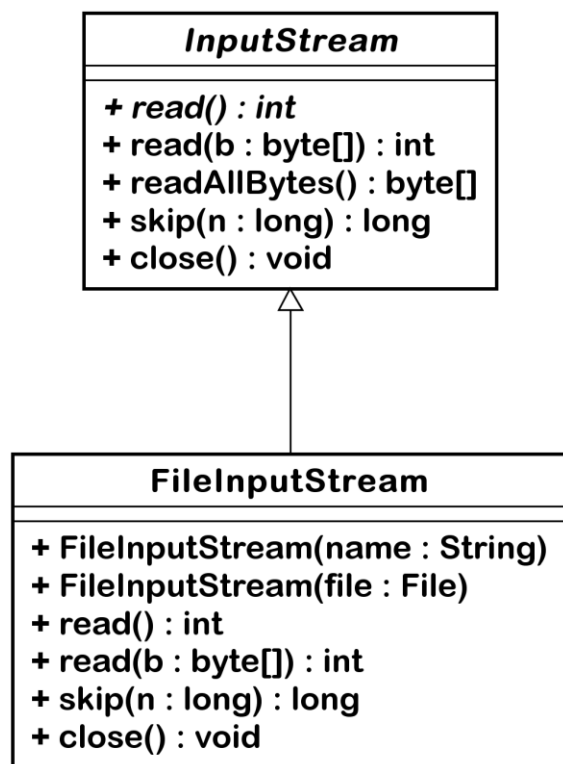 InputStream
+ read() : int
+ read(b : byte[]) : int
+ readAllBytes() : byte[]
+ skip(n : long) : long
+ close() : void
FileInputStream
+ FileInputStream(name : String)
+ FileInputStream(file : File)
+ read() : int
+ read(b : byte[]) : int
+ skip(n : long) : long
+ close() : void